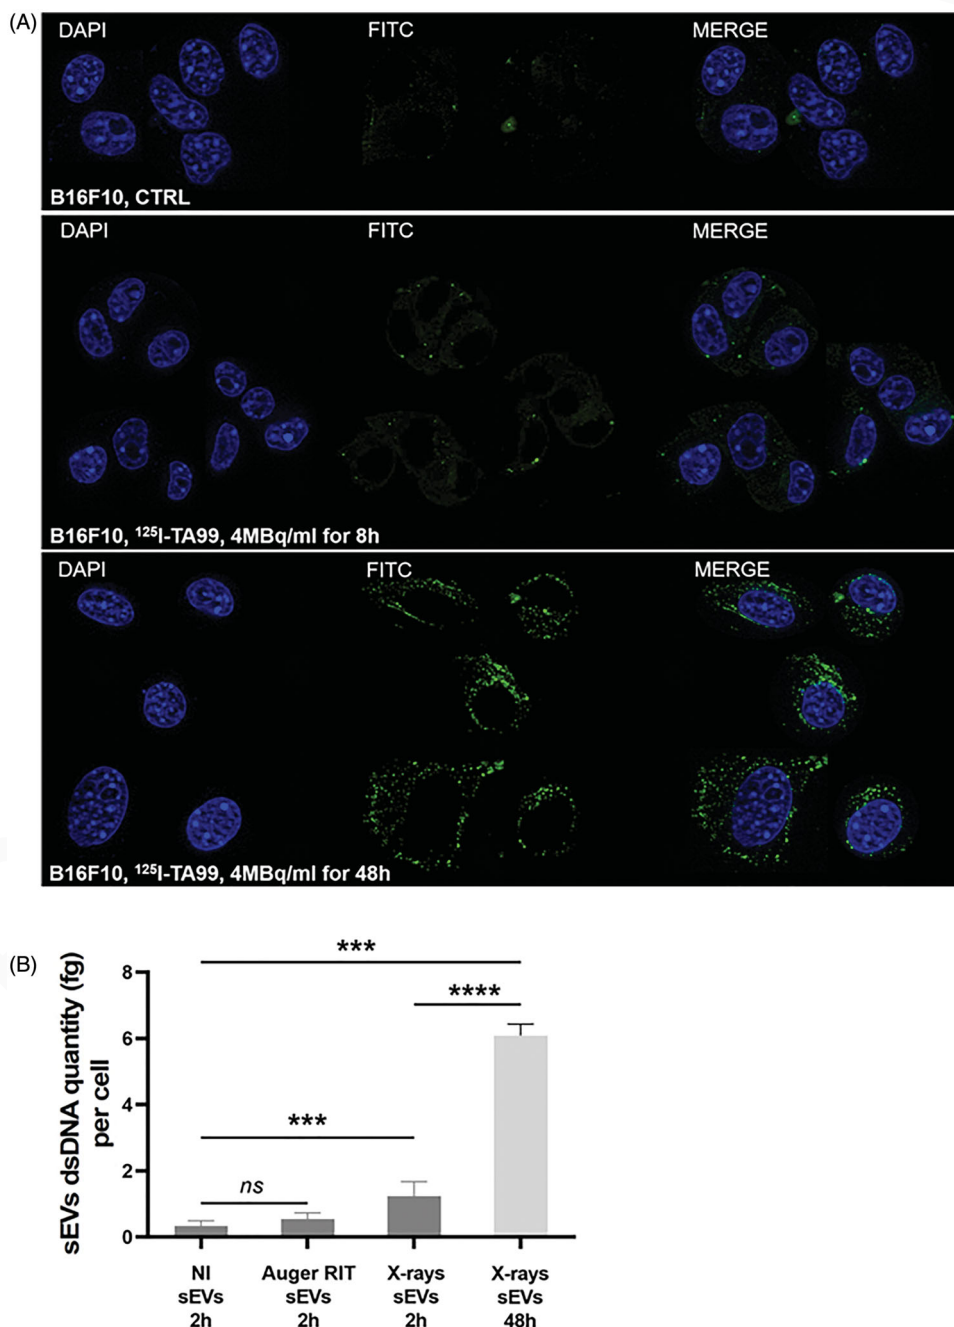 (A)
DAPI FITC MERGE
B16F10, CTRL
DAPI FITC MERGE
B16F10, ¹²⁵I-TA99, 4MBq/ml for 8h
DAPI FITC MERGE
B16F10, ¹²⁵I-TA99, 4MBq/ml for 48h
(B)
sEVs dsDNA quantity (fg)
per cell
8
6
4
2
0
***
****
***
ns
NI
sEVs
2h
Auger RIT
sEVs
2h
X-rays
sEVs
2h
X-rays
sEVs
48h